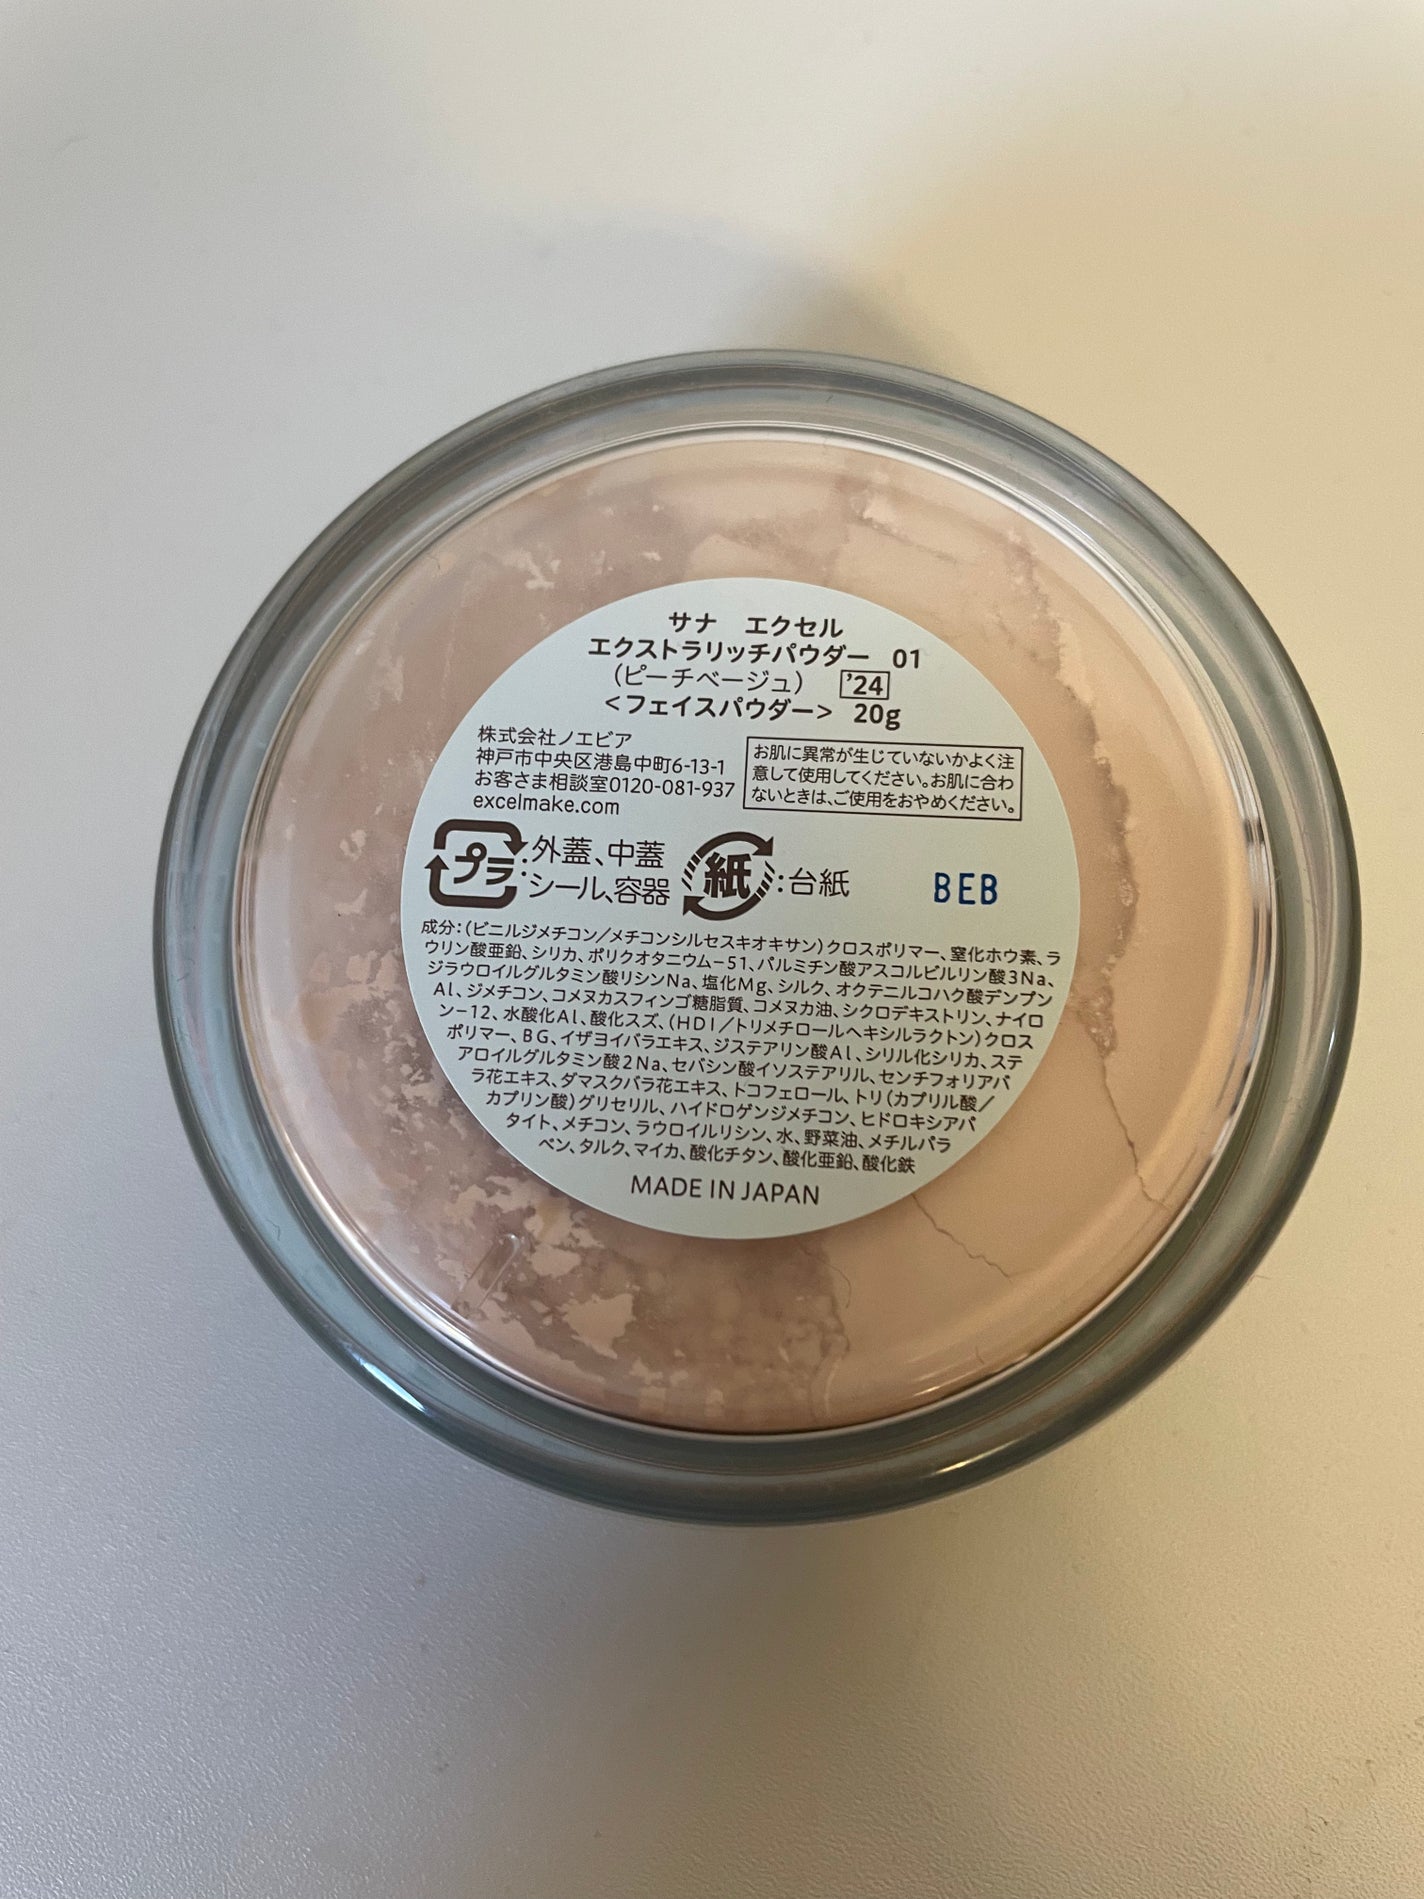 サナ エクセル
エクストラリッチパウダー 01
(ピーチベージュ) '24
<フェイスパウダー> 20g
株式会社ノエビア
神戸市中央区港島中町6-13-1
お客さま相談室0120-081-937
excelmake.com
お肌に異常が生じていないかよく注
意して使用してください。お肌に合わ
ないときは、ご使用をおやめください。
プラ:外蓋、中蓋
シール、容器
紙:台紙
BEB
成分:(ビニルジメチコン/メチコンシルセスキオキサン)クロスポリマー、窒化ホウ素、ラ
ウリン酸亜鉛、シリカ、ポリクオタニウム-51、パルミチン酸アスコルビルリン酸3Na、
ジラウロイルグルタミン酸リシンNa、塩化Mg、シルク、オクテニルコハク酸デンプン
Al、ジメチコン、コメヌカスフィンゴ糖脂質、コメヌカ油、シクロデキストリン、ナイロ
ン-12、水酸化Al、酸化スズ、(HDI/トリメチロールヘキシルラクトン)クロス
ポリマー、BG、イザヨイバラエキス、ジステアリン酸Al、シリル化シリカ、ステ
アロイルグルタミン酸2Na、セバシン酸イソステアリル、センチフォリアバ
ラ花エキス、ダマスクバラ花エキス、トコフェロール、トリ(カプリル酸/
カプリン酸)グリセリル、ハイドロゲンジメチコン、ヒドロキシアパ
タイト、メチコン、ラウロイルリシン、水、野菜油、メチルパラ
ベン、タルク、マイカ、酸化チタン、酸化亜鉛、酸化鉄
MADE IN JAPAN